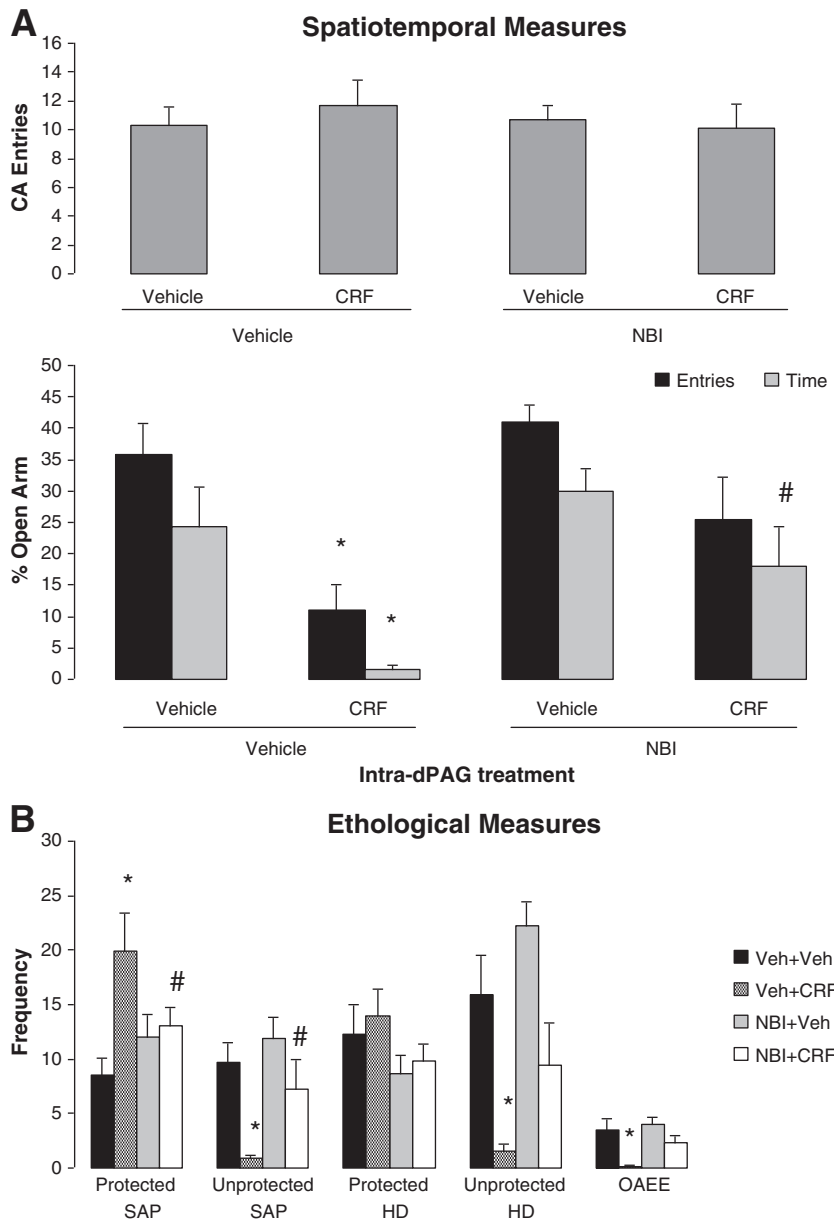 A
Spatiotemporal Measures
16
14
12
10
8
6
4
2
0
CA Entries
Vehicle CRF Vehicle CRF
Vehicle NBI
50
45
40
35
30
25
20
15
10
5
0
% Open Arm
Entries Time
*
*
#
Vehicle CRF Vehicle CRF
Vehicle NBI
Intra-dPAG treatment
B
Ethological Measures
30
25
20
15
10
5
0
Frequency
*
#
*
#
*
*
Veh+Veh
Veh+CRF
NBI+Veh
NBI+CRF
Protected Unprotected Protected Unprotected OAEE
SAP SAP HD HD